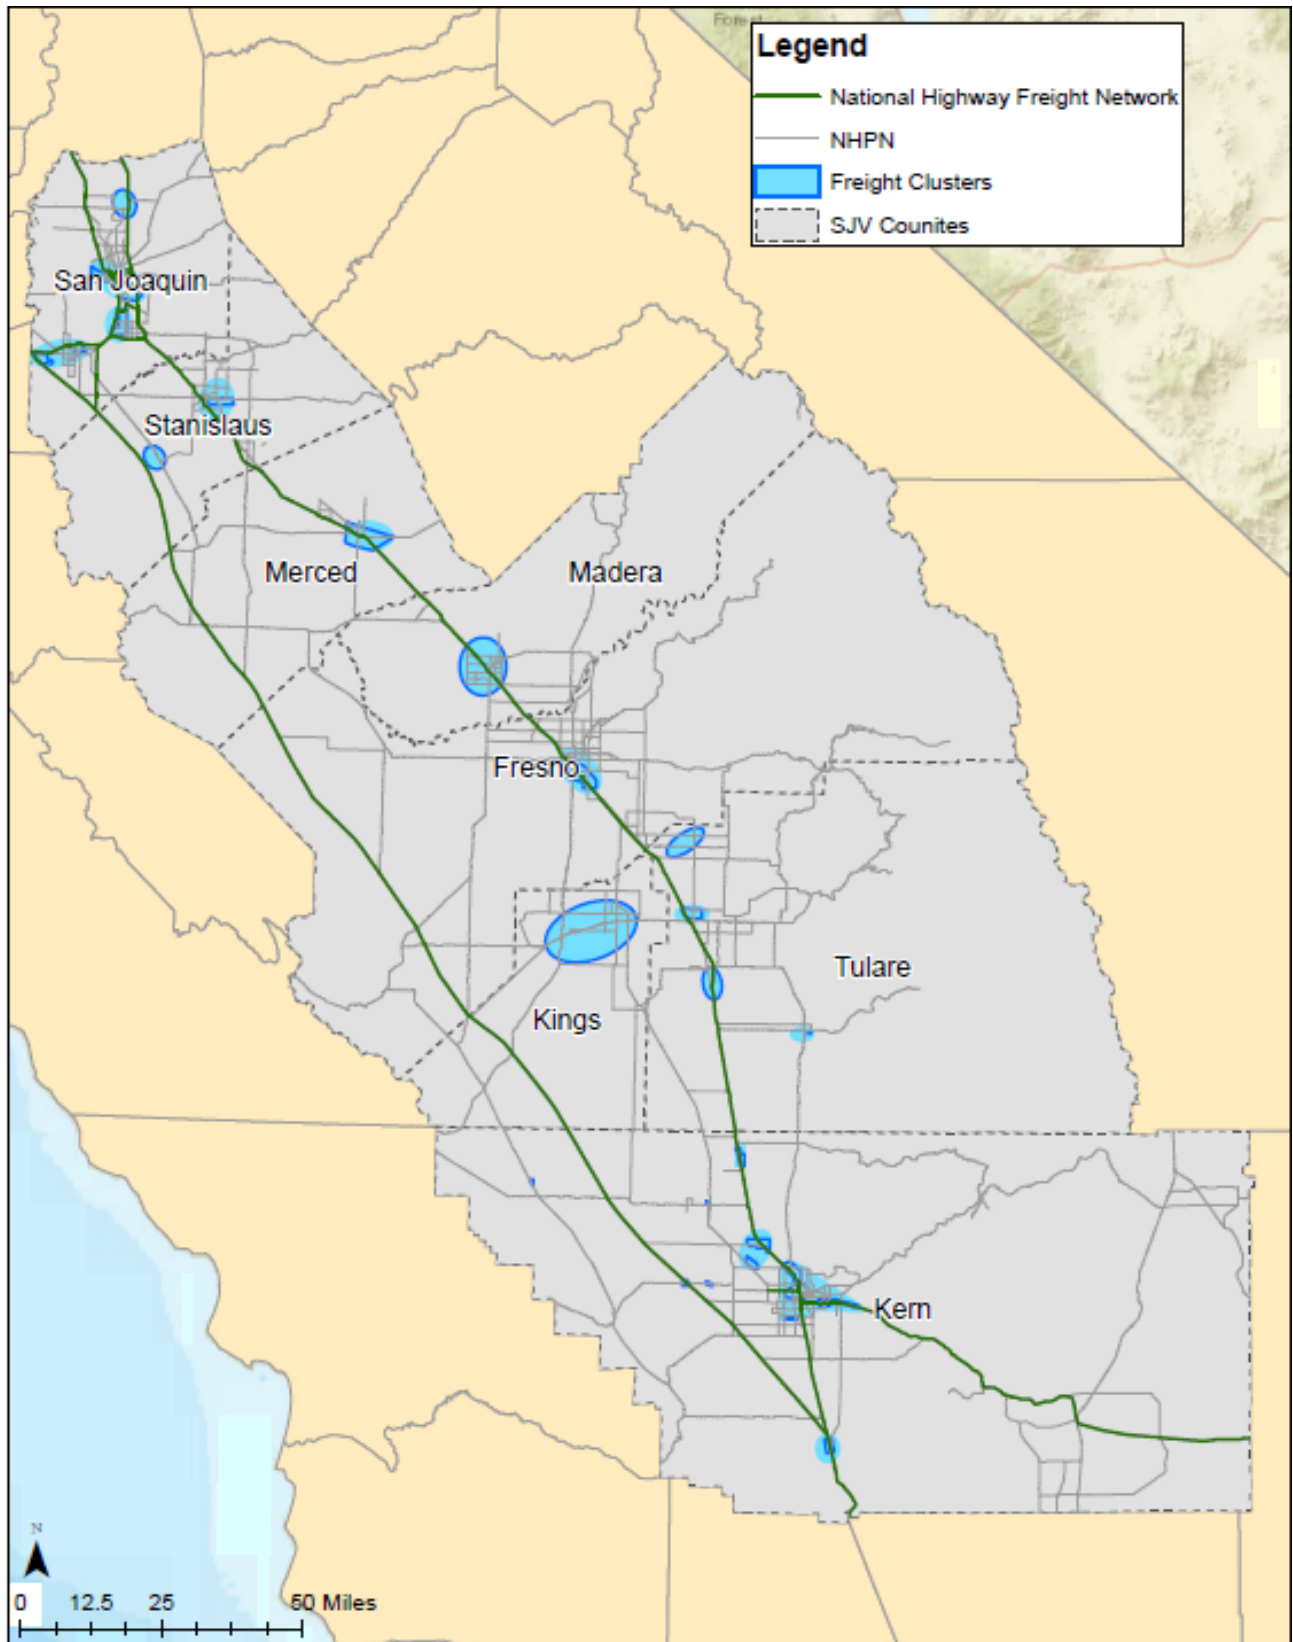 Forest
Legend
National Highway Freight Network
NHPN
Freight Clusters
SJV Counites
San Joaquin
Stanislaus
Merced
Madera
Fresno
Tulare
Kings
Kern
N
0 12.5 25 50 Miles